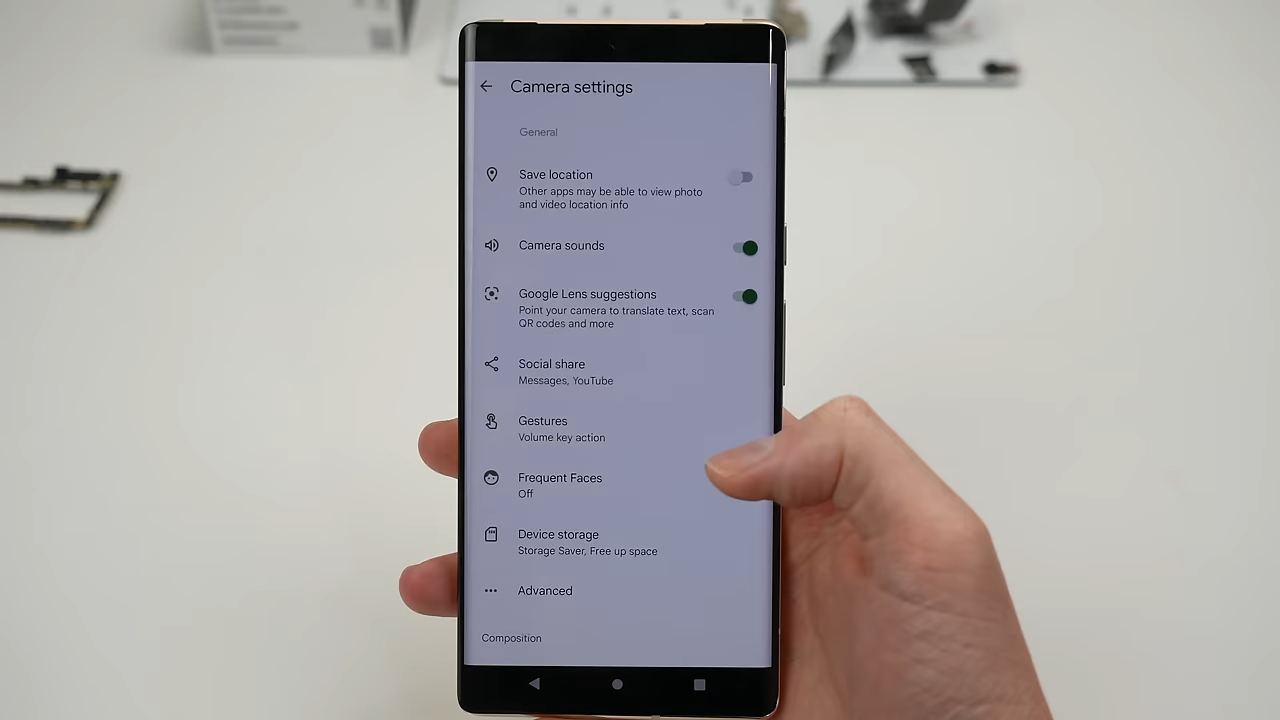 Camera settings
General
Save location
Other apps may be able to view photo
and video location info
Camera sounds
Google Lens suggestions
Point your camera to translate text, scan
QR codes and more
Social share
Messages, YouTube
Gestures
Volume key action
Frequent Faces
Off
Device storage
Storage Saver, Free up space
Advanced
Composition